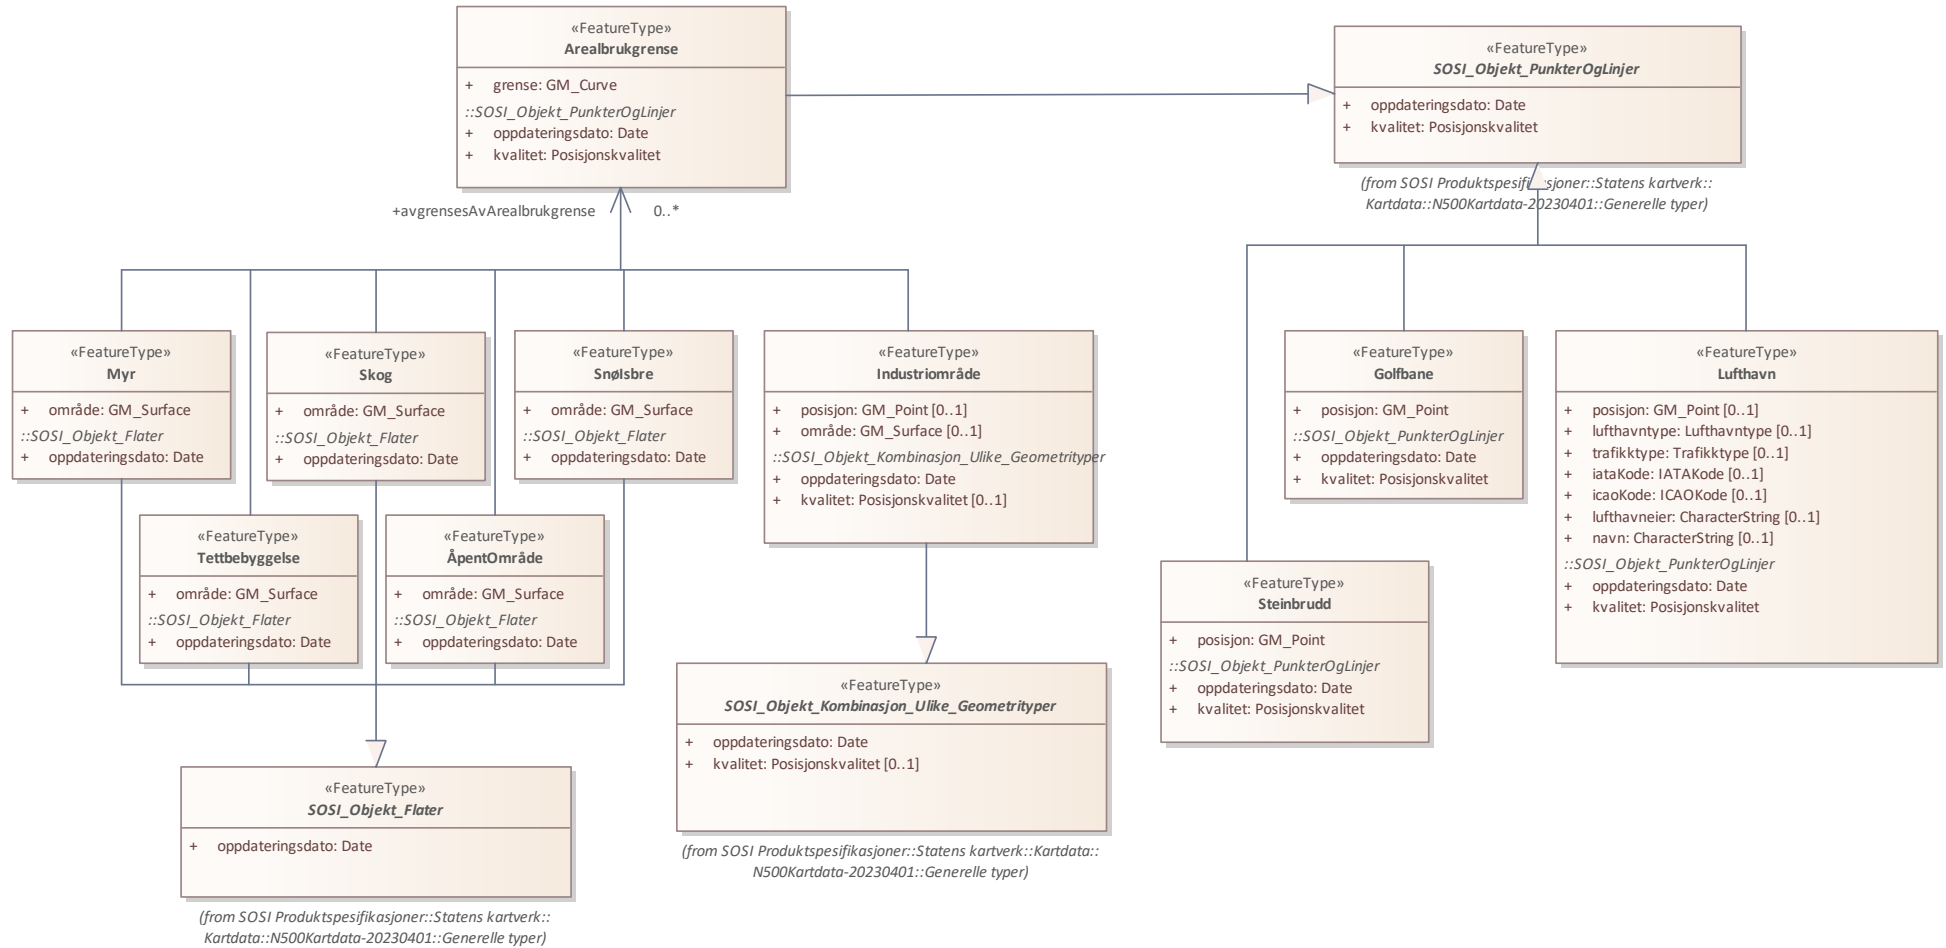 «FeatureType»
Arealbrukgrense
+ grense: GM_Curve
::SOSI_Objekt_PunkterOgLinjer
+ oppdateringsdato: Date
+ kvalitet: Posisjonskvalitet
«FeatureType»
SOSI_Objekt_PunkterOgLinjer
+ oppdateringsdato: Date
+ kvalitet: Posisjonskvalitet
(from SOSI Produktspesifikasjoner::Statens kartverk::
Kartdata::N500Kartdata-20230401::Generelle typer)
+avgrensesAvArealbrukgrense 0..*
«FeatureType»
Myr
+ område: GM_Surface
::SOSI_Objekt_Flater
+ oppdateringsdato: Date
«FeatureType»
Skog
+ område: GM_Surface
::SOSI_Objekt_Flater
+ oppdateringsdato: Date
«FeatureType»
SnøIsbre
+ område: GM_Surface
::SOSI_Objekt_Flater
+ oppdateringsdato: Date
«FeatureType»
Industriområde
+ posisjon: GM_Point [0..1]
+ område: GM_Surface [0..1]
::SOSI_Objekt_Kombinasjon_Ulike_Geometrityper
+ oppdateringsdato: Date
+ kvalitet: Posisjonskvalitet [0..1]
«FeatureType»
Golfbane
+ posisjon: GM_Point
::SOSI_Objekt_PunkterOgLinjer
+ oppdateringsdato: Date
+ kvalitet: Posisjonskvalitet
«FeatureType»
Lufthavn
+ posisjon: GM_Point [0..1]
+ lufthavntype: Lufthavntype [0..1]
+ trafikktype: Trafikktype [0..1]
+ iataKode: IATAKode [0..1]
+ icaoKode: ICAOKode [0..1]
+ lufthavneier: CharacterString [0..1]
+ navn: CharacterString [0..1]
::SOSI_Objekt_PunkterOgLinjer
+ oppdateringsdato: Date
+ kvalitet: Posisjonskvalitet
«FeatureType»
Tettbebyggelse
+ område: GM_Surface
::SOSI_Objekt_Flater
+ oppdateringsdato: Date
«FeatureType»
ÅpentOmråde
+ område: GM_Surface
::SOSI_Objekt_Flater
+ oppdateringsdato: Date
«FeatureType»
Steinbrudd
+ posisjon: GM_Point
::SOSI_Objekt_PunkterOgLinjer
+ oppdateringsdato: Date
+ kvalitet: Posisjonskvalitet
«FeatureType»
SOSI_Objekt_Kombinasjon_Ulike_Geometrityper
+ oppdateringsdato: Date
+ kvalitet: Posisjonskvalitet [0..1]
(from SOSI Produktspesifikasjoner::Statens kartverk::Kartdata::
N500Kartdata-20230401::Generelle typer)
«FeatureType»
SOSI_Objekt_Flater
+ oppdateringsdato: Date
(from SOSI Produktspesifikasjoner::Statens kartverk::
Kartdata::N500Kartdata-20230401::Generelle typer)